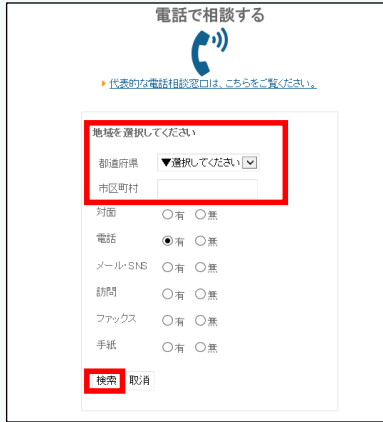 電話で相談する
代表的な電話相談窓口は、こちらをご覧ください。
地域を選択してください
都道府県 ▼選択してください
市区町村
対面 有 無
電話 有 無
メール・SNS 有 無
訪問 有 無
ファックス 有 無
手紙 有 無
検索 取消